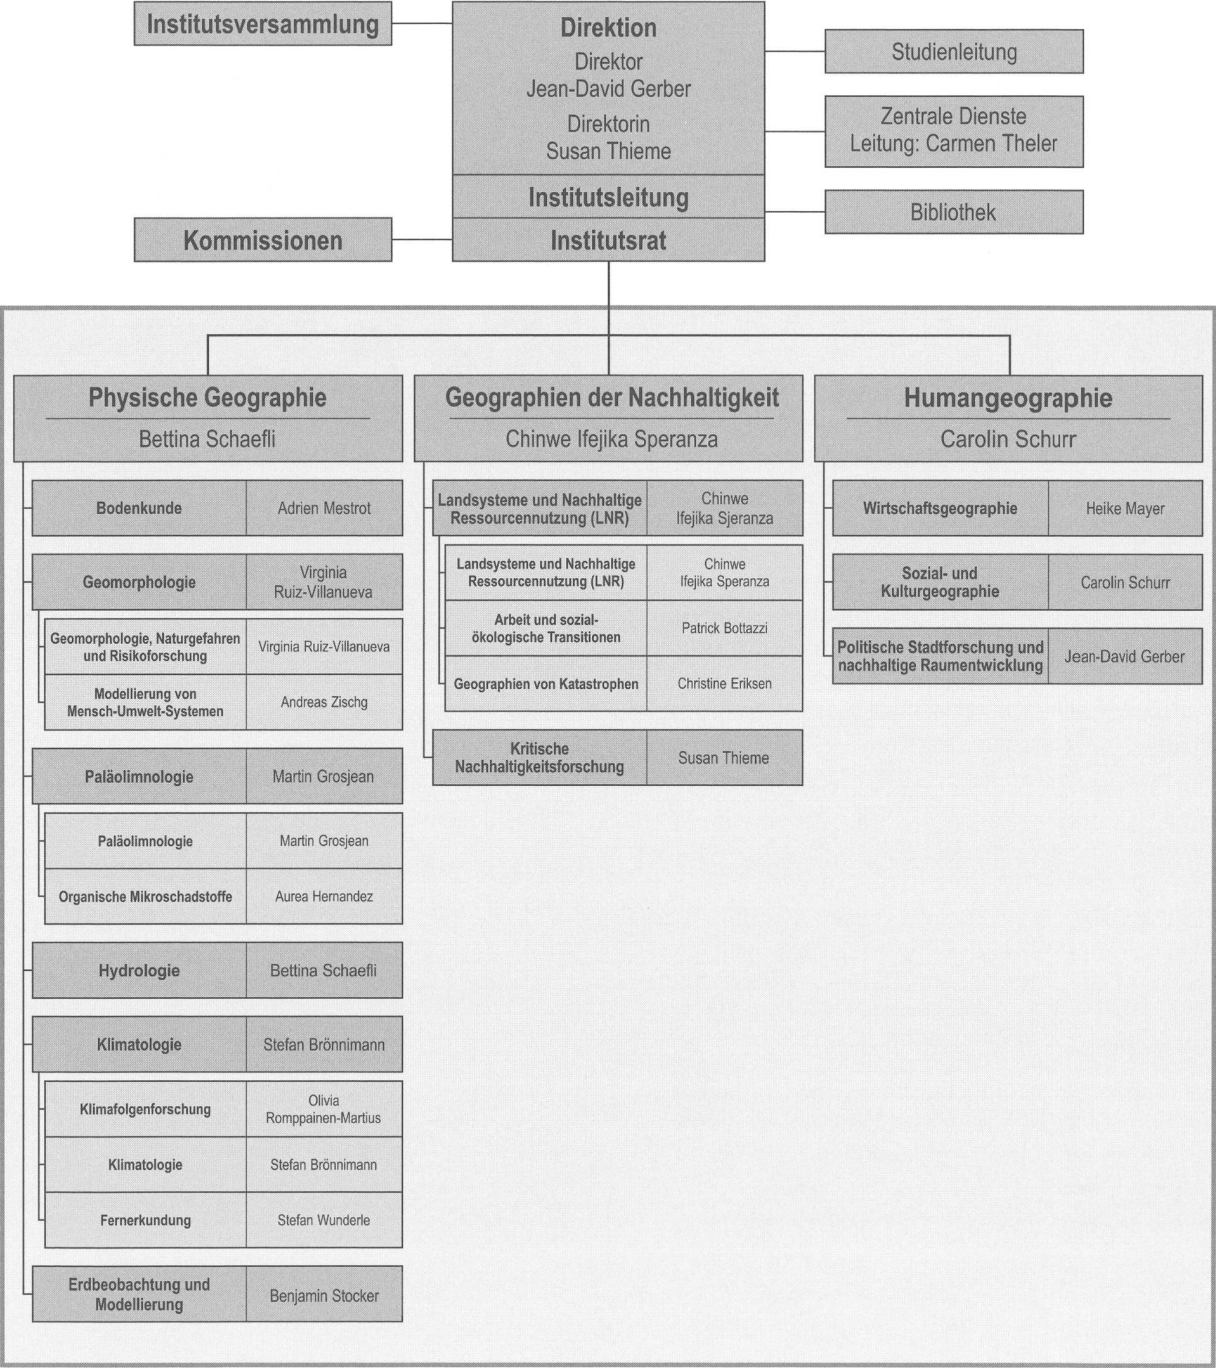 Institutsversammlung
Direktion
Direktor
Jean-David Gerber
Direktorin
Susan Thieme
Institutsleitung
Institutsrat
Kommissionen
Studienleitung
Zentrale Dienste
Leitung: Carmen Theler
Bibliothek
Physische Geographie
Bettina Schaefli
Bodenkunde
Adrien Mestrot
Geomorphologie
Virginia
Ruiz-Villanueva
Geomorphologie, Naturgefahren
und Risikoforschung
Virginia Ruiz-Villanueva
Modellierung von
Mensch-Umwelt-Systemen
Andreas Zischg
Paläolimnologie
Martin Grosjean
Paläolimnologie
Martin Grosjean
Organische Mikroschadstoffe
Aurea Hernandez
Hydrologie
Bettina Schaefli
Klimatologie
Stefan Brönnimann
Klimafolgenforschung
Olivia
Romppainen-Martius
Klimatologie
Stefan Brönnimann
Fernerkundung
Stefan Wunderle
Erdbeobachtung und
Modellierung
Benjamin Stocker
Geographien der Nachhaltigkeit
Chinwe Ifejika Speranza
Landsysteme und Nachhaltige
Ressourcennutzung (LNR)
Chinwe
Ifejika Sjeranza
Landsysteme und Nachhaltige
Ressourcennutzung (LNR)
Chinwe
Ifejika Speranza
Arbeit und sozial-
ökologische Transitionen
Patrick Bottazzi
Geographien von Katastrophen
Christine Eriksen
Kritische
Nachhaltigkeitsforschung
Susan Thieme
Humangeographie
Carolin Schurr
Wirtschaftsgeographie
Heike Mayer
Sozial- und
Kulturgeographie
Carolin Schurr
Politische Stadtforschung und
nachhaltige Raumentwicklung
Jean-David Gerber